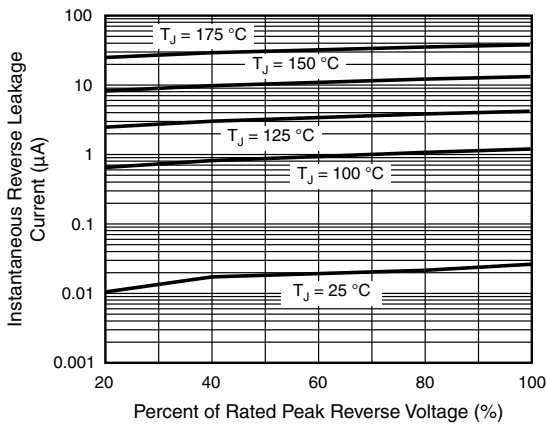 100
10
1
0.1
0.01
0.001
Instantaneous Reverse Leakage
Current (µA)
T_J = 175 °C
T_J = 150 °C
T_J = 125 °C
T_J = 100 °C
T_J = 25 °C
20 40 60 80 100
Percent of Rated Peak Reverse Voltage (%)